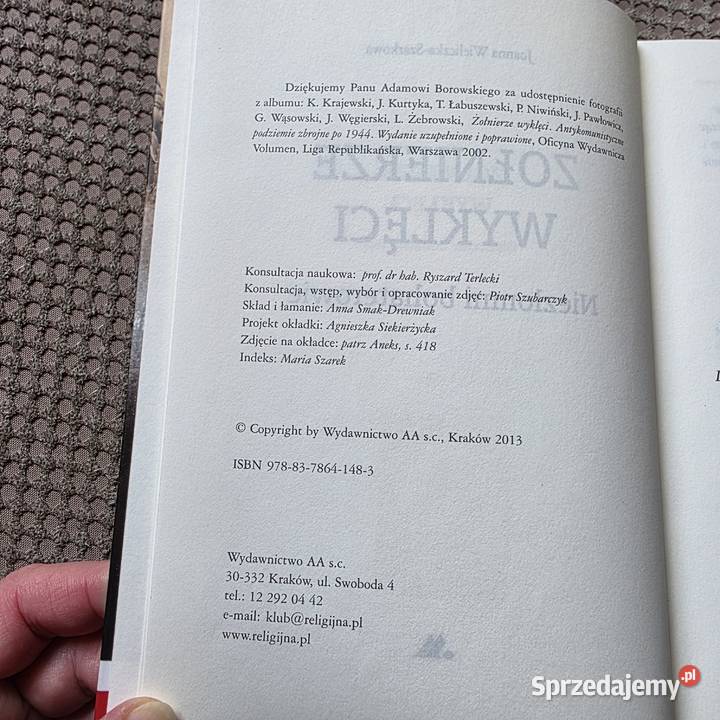 Joanna Wieliczka-Szarkowa
Dziękujemy Panu Adamowi Borowskiego za udostępnienie fotografii
z albumu: K. Krajewski, J. Kurtyka, T. Łabuszewski, P. Niwiński, J. Pawłowicz,
G. Wąsowski, J. Węgierski, L. Żebrowski, Żołnierze wyklęci. Antykomunistyczne
podziemie zbrojne po 1944. Wydanie uzupełnione i poprawione, Oficyna Wydawnicza
Volumen, Liga Republikańska, Warszawa 2002.
ŻOŁNIERZE
WYKLĘCI
Konsultacja naukowa: prof. dr hab. Ryszard Terlecki
Konsultacja, wstęp, wybór i opracowanie zdjęć: Piotr Szubarczyk
Niezłomni bohaterowie
Skład i łamanie: Anna Smak-Drewniak
Projekt okładki: Agnieszka Siekierżycka
Zdjęcie na okładce: patrz Aneks, s. 418
Indeks: Maria Szarek
© Copyright by Wydawnictwo AA s.c., Kraków 2013
ISBN 978-83-7864-148-3
Wydawnictwo AA s.c.
30-332 Kraków, ul. Swoboda 4
tel.: 12 292 04 42
e-mail: klub@religijna.pl
www.religijna.pl
Sprzedajemy.pl